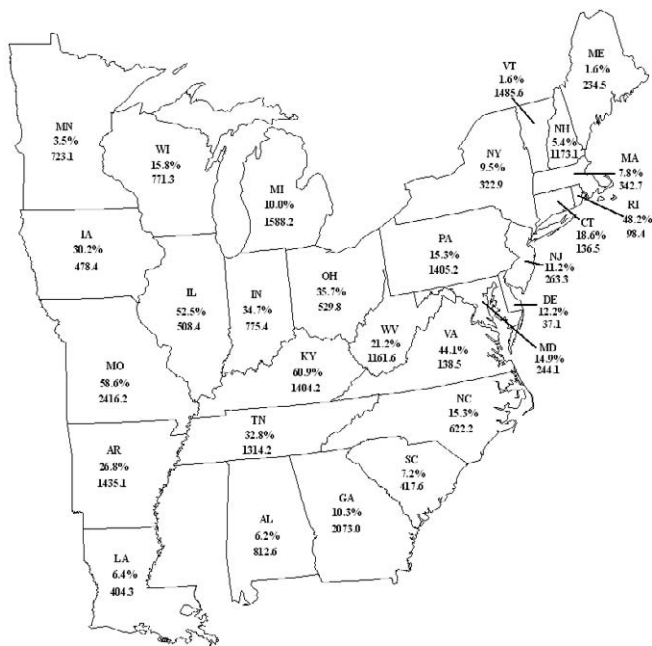 ME
1.6%
234.5
VT
1.6%
1485.6
MN
3.5%
723.1
NH
5.4%
1173.1
WI
15.8%
771.3
NY
9.5%
322.9
MA
7.8%
342.7
MI
10.0%
1588.2
RI
48.2%
98.4
CT
18.6%
136.5
IA
30.2%
478.4
PA
15.3%
1405.2
NJ
11.2%
263.3
OH
35.7%
529.8
IL
52.5%
508.4
IN
34.7%
775.4
DE
12.2%
37.1
WV
21.2%
1161.6
VA
44.1%
138.5
MD
14.9%
244.1
MO
58.6%
2416.2
KY
60.9%
1404.2
NC
15.3%
622.2
TN
32.8%
1314.2
AR
26.8%
1435.1
SC
7.2%
417.6
GA
10.3%
2073.0
AL
6.2%
812.6
LA
6.4%
404.3